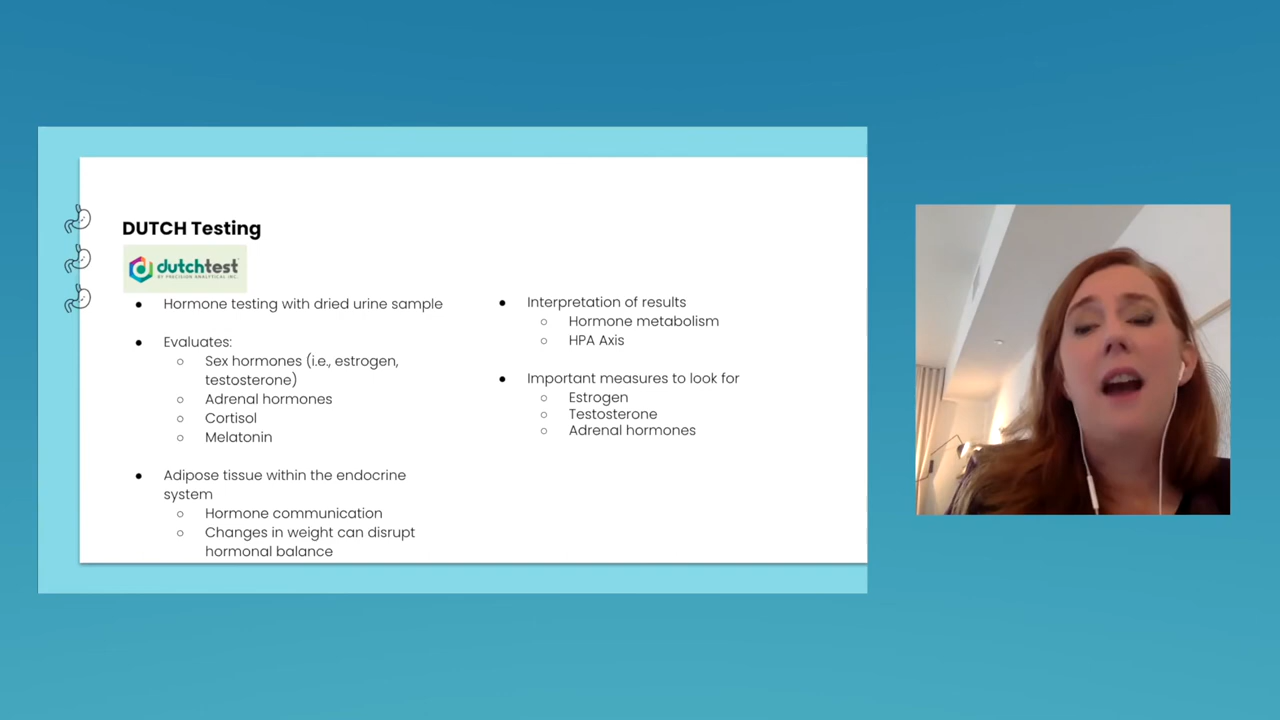 DUTCH Testing
dutchtest
BY PRECISION ANALYTICAL INC.
● Hormone testing with dried urine sample
● Evaluates:
○ Sex hormones (i.e., estrogen,
testosterone)
○ Adrenal hormones
○ Cortisol
○ Melatonin
● Adipose tissue within the endocrine
system
○ Hormone communication
○ Changes in weight can disrupt
hormonal balance
● Interpretation of results
○ Hormone metabolism
○ HPA Axis
● Important measures to look for
○ Estrogen
○ Testosterone
○ Adrenal hormones